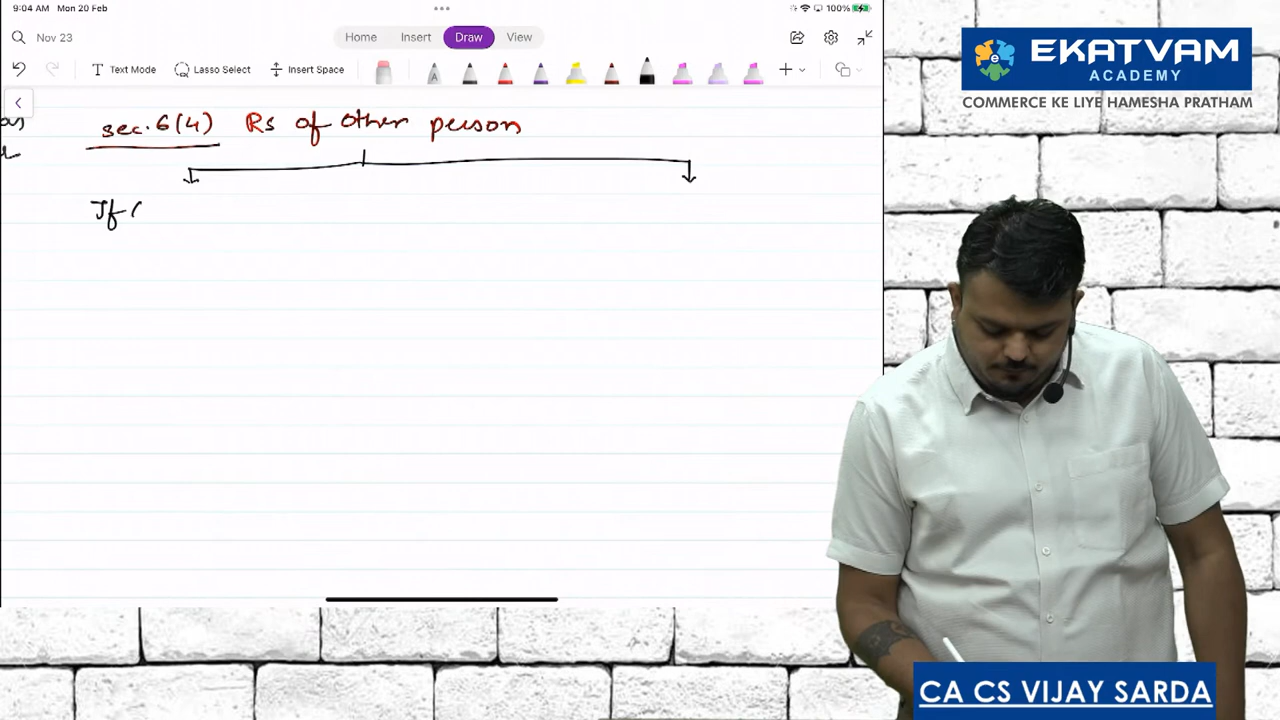 9:04 AM Mon 20 Feb
100%
Nov 23
Home Insert Draw View
Text Mode Lasso Select Insert Space
A
sec. 6(4) Rs of other person
If C
e
EKATVAM
ACADEMY
COMMERCE KE LIYE HAMESHA PRATHAM
CA CS VIJAY SARDA